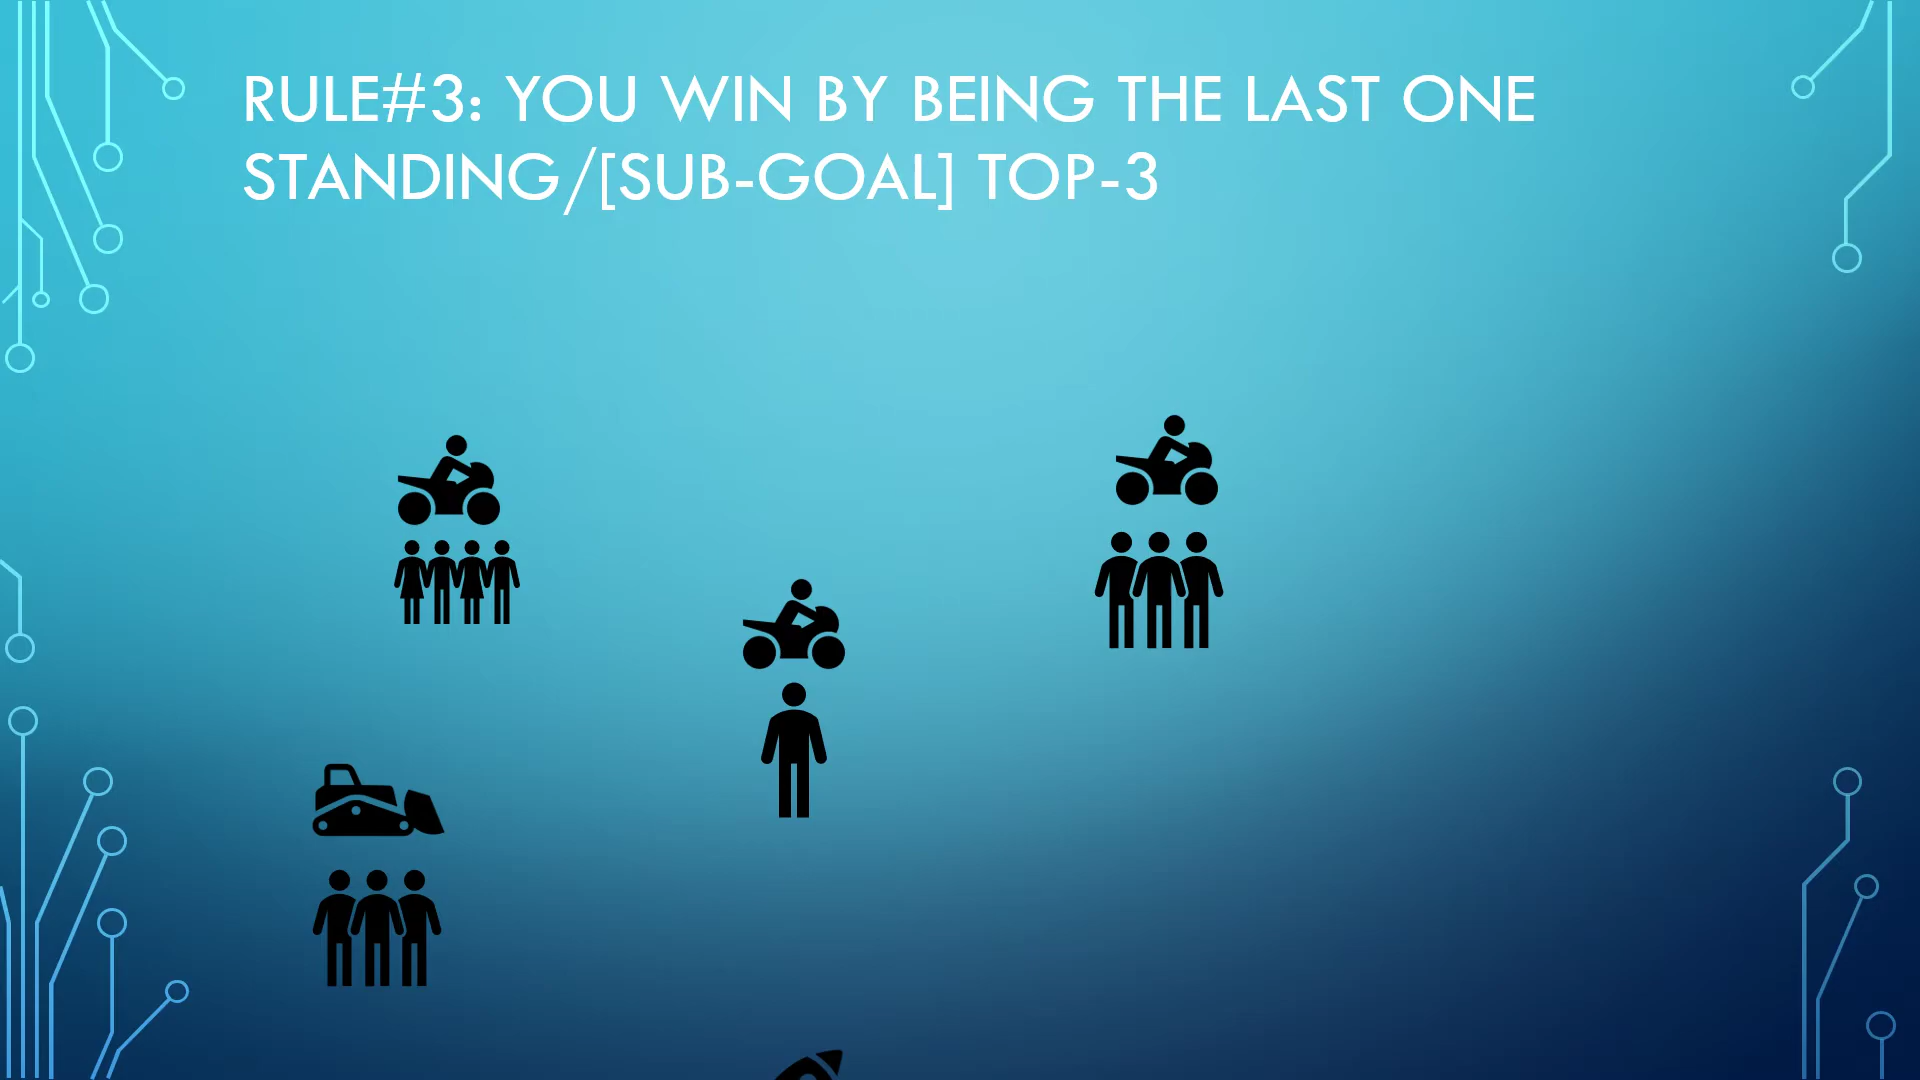 RULE#3: YOU WIN BY BEING THE LAST ONE
STANDING/[SUB-GOAL] TOP-3